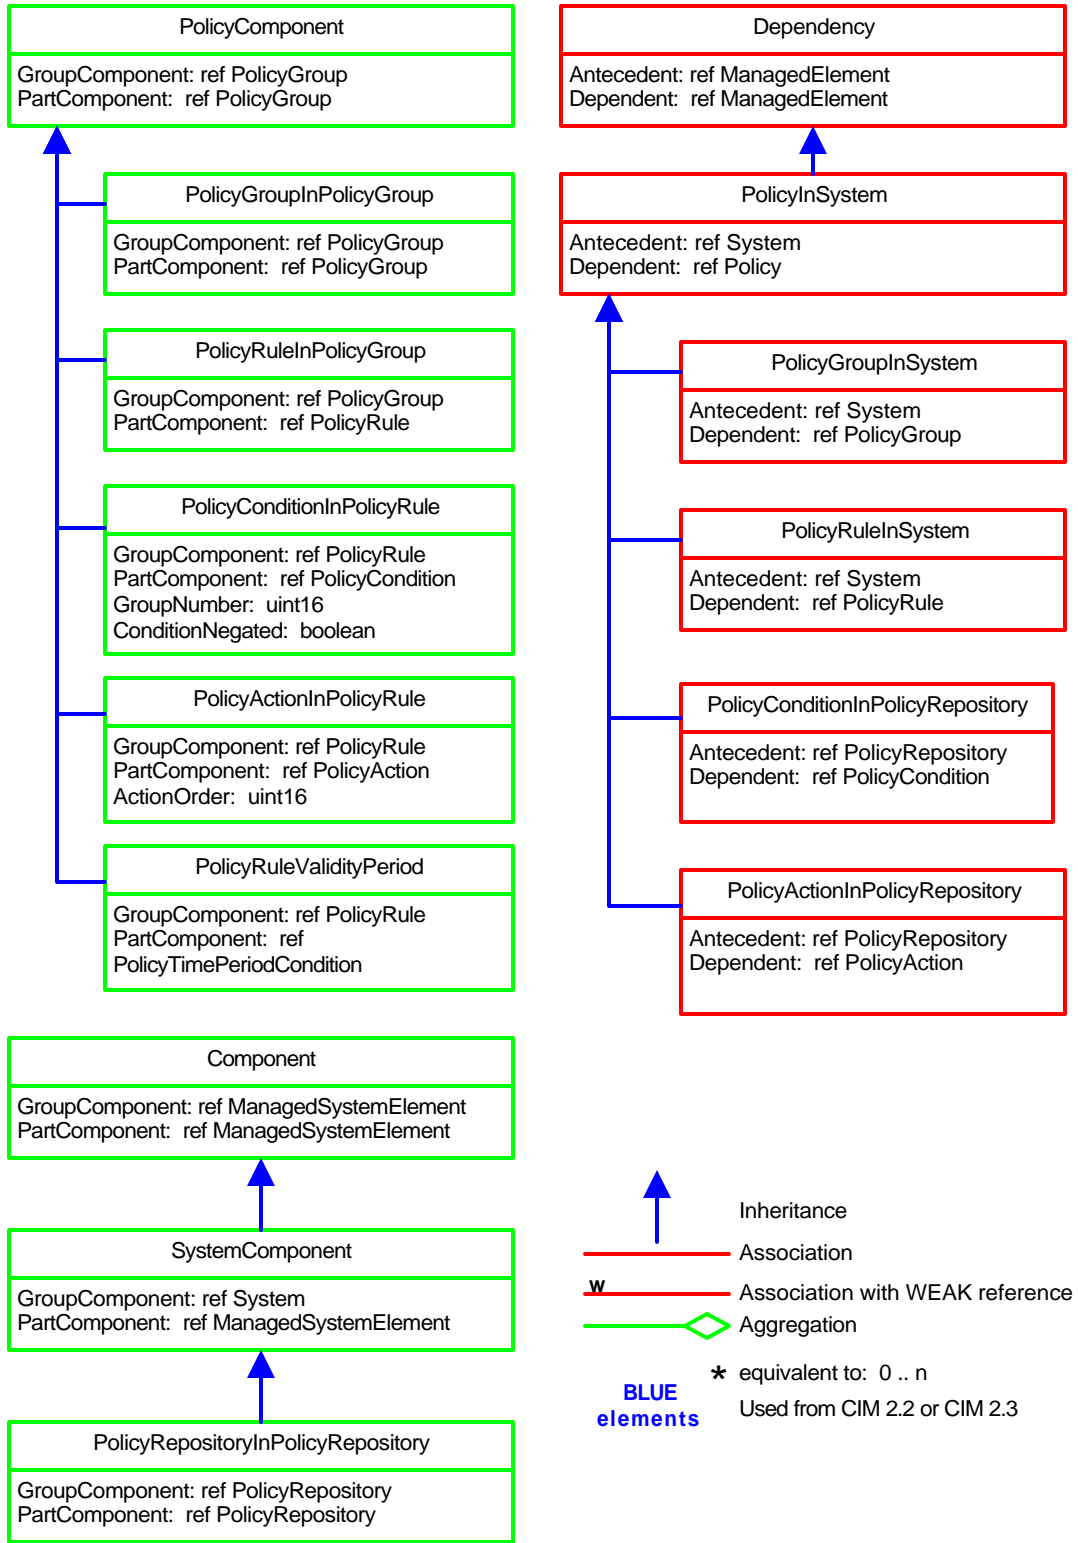 PolicyComponent
GroupComponent: ref PolicyGroup
PartComponent: ref PolicyGroup
PolicyGroupInPolicyGroup
GroupComponent: ref PolicyGroup
PartComponent: ref PolicyGroup
PolicyRuleInPolicyGroup
GroupComponent: ref PolicyGroup
PartComponent: ref PolicyRule
PolicyConditionInPolicyRule
GroupComponent: ref PolicyRule
PartComponent: ref PolicyCondition
GroupNumber: uint16
ConditionNegated: boolean
PolicyActionInPolicyRule
GroupComponent: ref PolicyRule
PartComponent: ref PolicyAction
ActionOrder: uint16
PolicyRuleValidityPeriod
GroupComponent: ref PolicyRule
PartComponent: ref
PolicyTimePeriodCondition
Dependency
Antecedent: ref ManagedElement
Dependent: ref ManagedElement
PolicyInSystem
Antecedent: ref System
Dependent: ref Policy
PolicyGroupInSystem
Antecedent: ref System
Dependent: ref PolicyGroup
PolicyRuleInSystem
Antecedent: ref System
Dependent: ref PolicyRule
PolicyConditionInPolicyRepository
Antecedent: ref PolicyRepository
Dependent: ref PolicyCondition
PolicyActionInPolicyRepository
Antecedent: ref PolicyRepository
Dependent: ref PolicyAction
Component
GroupComponent: ref ManagedSystemElement
PartComponent: ref ManagedSystemElement
SystemComponent
GroupComponent: ref System
PartComponent: ref ManagedSystemElement
PolicyRepositoryInPolicyRepository
GroupComponent: ref PolicyRepository
PartComponent: ref PolicyRepository
Inheritance
Association
w Association with WEAK reference
Aggregation
* equivalent to: 0 .. n
BLUE
elements
Used from CIM 2.2 or CIM 2.3